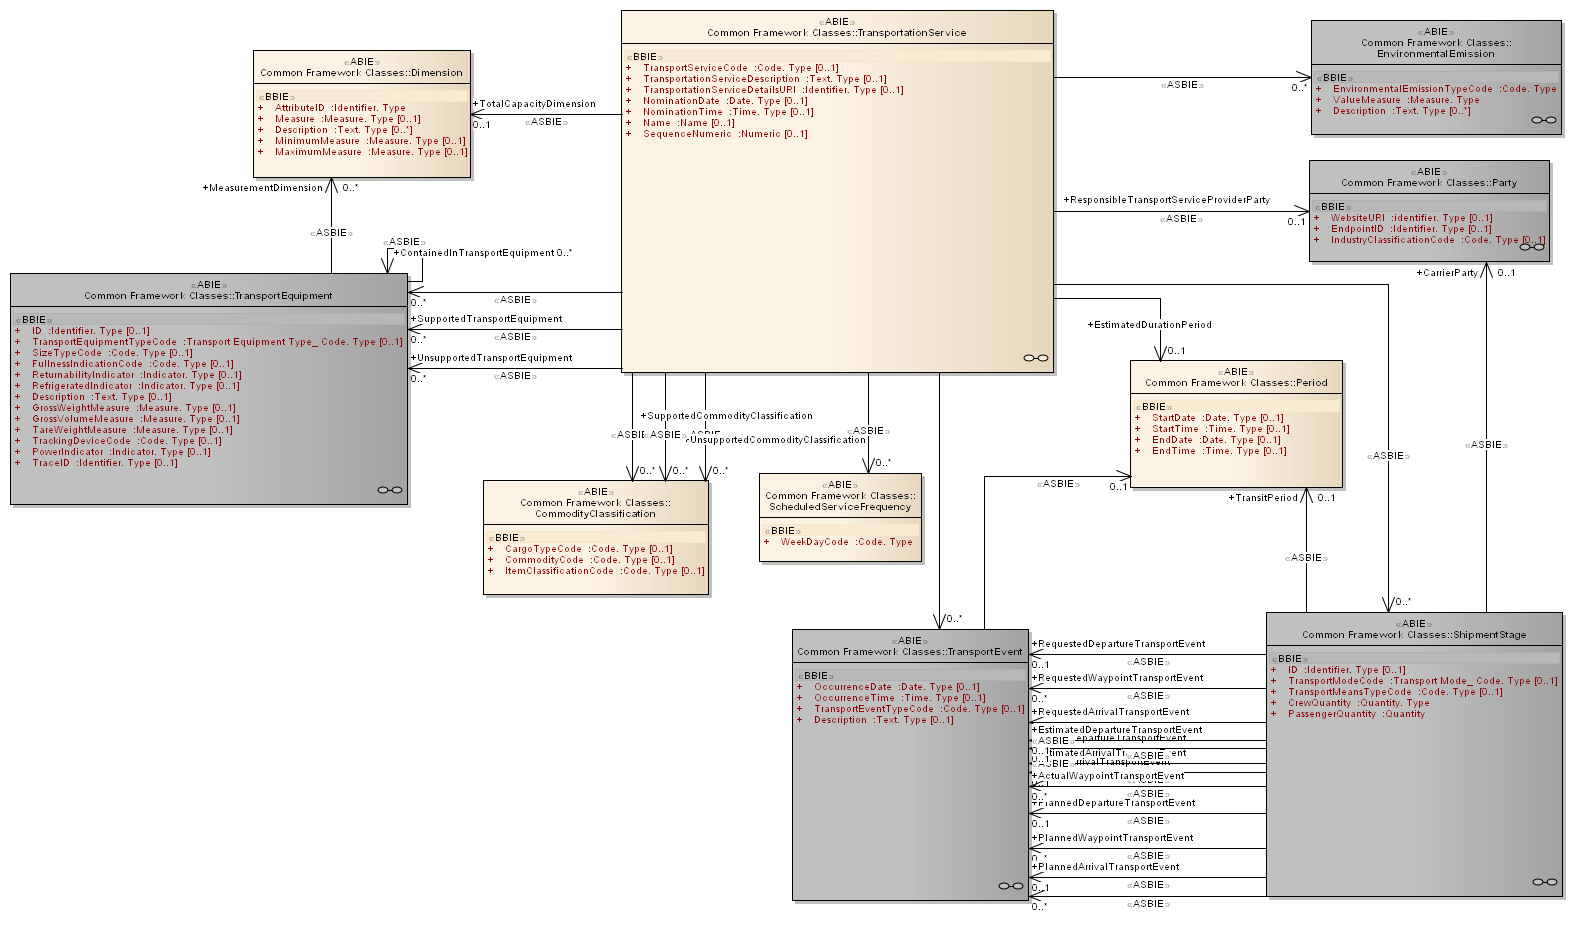 «ABIE»
Common Framework Classes::TransportationService
«BBIE»
+ TransportServiceCode :Code. Type [0..1]
+ TransportationServiceDescription :Text. Type [0..1]
+ TransportationServiceDetailsURI :Identifier. Type [0..1]
+ NominationDate :Date. Type [0..1]
+ NominationTime :Time. Type [0..1]
+ Name :Name [0..1]
+ SequenceNumeric :Numeric [0..1]
«ABIE»
Common Framework Classes::
EnvironmentalEmission
«BBIE»
+ EnvironmentalEmissionTypeCode :Code. Type
+ ValueMeasure :Measure. Type
+ Description :Text. Type [0..*]
«ASBIE»
0..*
«ABIE»
Common Framework Classes::Dimension
«BBIE»
+ AttributeID :Identifier. Type
+ Measure :Measure. Type [0..1]
+ Description :Text. Type [0..*]
+ MinimumMeasure :Measure. Type [0..1]
+ MaximumMeasure :Measure. Type [0..1]
+TotalCapacityDimension
0..1
«ASBIE»
+MeasurementDimension
0..*
«ASBIE»
«ABIE»
Common Framework Classes::Party
«BBIE»
+ WebsiteURI :identifier. Type [0..1]
+ EndpointID :Identifier. Type [0..1]
+ IndustryClassificationCode :Code. Type [0..1]
+ResponsibleTransportServiceProviderParty
«ASBIE»
0..1
+CarrierParty
0..1
«ASBIE»
«ASBIE»
+ContainedInTransportEquipment 0..*
«ABIE»
Common Framework Classes::TransportEquipment
«BBIE»
+ ID :Identifier. Type [0..1]
+ TransportEquipmentTypeCode :Transport Equipment Type_ Code. Type [0..1]
+ SizeTypeCode :Code. Type [0..1]
+ FullnessIndicationCode :Code. Type [0..1]
+ ReturnabilityIndicator :Indicator. Type [0..1]
+ RefrigeratedIndicator :Indicator. Type [0..1]
+ Description :Text. Type [0..1]
+ GrossWeightMeasure :Measure. Type [0..1]
+ GrossVolumeMeasure :Measure. Type [0..1]
+ TareWeightMeasure :Measure. Type [0..1]
+ TrackingDeviceCode :Code. Type [0..1]
+ PowerIndicator :Indicator. Type [0..1]
+ TraceID :Identifier. Type [0..1]
0..*
«ASBIE»
+SupportedTransportEquipment
0..*
«ASBIE»
+UnsupportedTransportEquipment
0..*
«ASBIE»
+EstimatedDurationPeriod
0..1
«ABIE»
Common Framework Classes::Period
«BBIE»
+ StartDate :Date. Type [0..1]
+ StartTime :Time. Type [0..1]
+ EndDate :Date. Type [0..1]
+ EndTime :Time. Type [0..1]
«ASBIE»
0..1
+TransitPeriod
0..1
«ASBIE»
«ASBIE»
0..*
+SupportedCommodityClassification
«ASBIE»
UnsupportedCommodityClassification
0..*
0..*
0..*
«ABIE»
Common Framework Classes::
CommodityClassification
«BBIE»
+ CargoTypeCode :Code. Type [0..1]
+ CommodityCode :Code. Type [0..1]
+ ItemClassificationCode :Code. Type [0..1]
«ASBIE»
0..*
«ABIE»
Common Framework Classes::
ScheduledServiceFrequency
«BBIE»
+ WeekDayCode :Code. Type
0..*
«ABIE»
Common Framework Classes::TransportEvent
«BBIE»
+ OccurrenceDate :Date. Type [0..1]
+ OccurrenceTime :Time. Type [0..1]
+ TransportEventTypeCode :Code. Type [0..1]
+ Description :Text. Type [0..1]
«ABIE»
Common Framework Classes::ShipmentStage
«BBIE»
+ ID :Identifier. Type [0..1]
+ TransportModeCode :Transport Mode_ Code. Type [0..1]
+ TransportMeansTypeCode :Code. Type [0..1]
+ CrewQuantity :Quantity. Type
+ PassengerQuantity :Quantity
+RequestedDepartureTransportEvent
0..1
«ASBIE»
+RequestedWaypointTransportEvent
0..*
«ASBIE»
+RequestedArrivalTransportEvent
+EstimatedDepartureTransportEvent
«ASBIE»
«ASBIE»
«ASBIE»
+ActualWaypointTransportEvent
0..*
«ASBIE»
PlannedDepartureTransportEvent
0..1
«ASBIE»
+PlannedWaypointTransportEvent
0..*
«ASBIE»
+PlannedArrivalTransportEvent
0..1
«ASBIE»
0..*
«ASBIE»